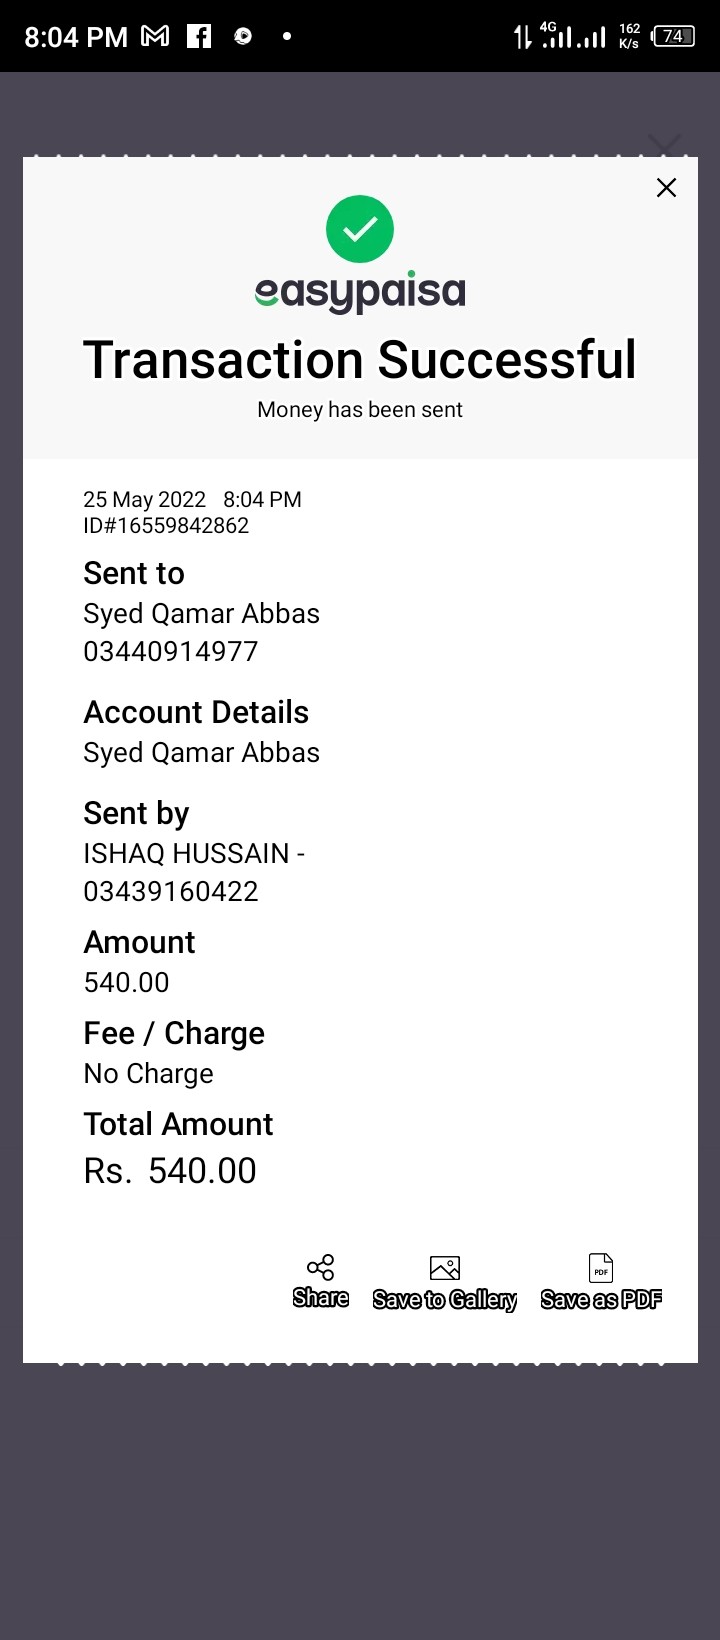 8:04 PM
4G
162
K/s
74
easypaisa
Transaction Successful
Money has been sent
25 May 2022 8:04 PM
ID#16559842862
Sent to
Syed Qamar Abbas
03440914977
Account Details
Syed Qamar Abbas
Sent by
ISHAQ HUSSAIN -
03439160422
Amount
540.00
Fee / Charge
No Charge
Total Amount
Rs. 540.00
PDF
Share
Save to Gallery
Save as PDF